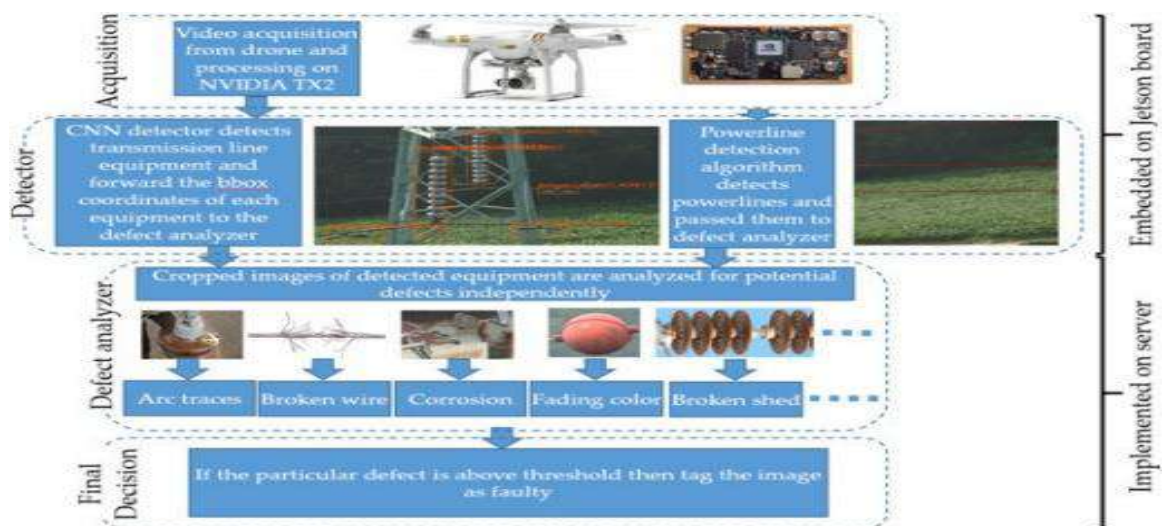 Acquisition
Video acquisition
from drone and
processing on
NVIDIA TX2
Detector
CNN detector detects
transmission line
equipment and
forward the bbox
coordinates of each
equipment to the
defect analyzer
Powerline
detection
algorithm
detects
powerlines and
passed them to
defect analyzer
Embedded on Jetson board
Defect analyzer
Cropped images of detected equipment are analyzed for potential
defects independently
Arc traces
Broken wire
Corrosion
Fading color
Broken shed
Final
Decision
If the particular defect is above threshold then tag the image
as faulty
Implemented on server